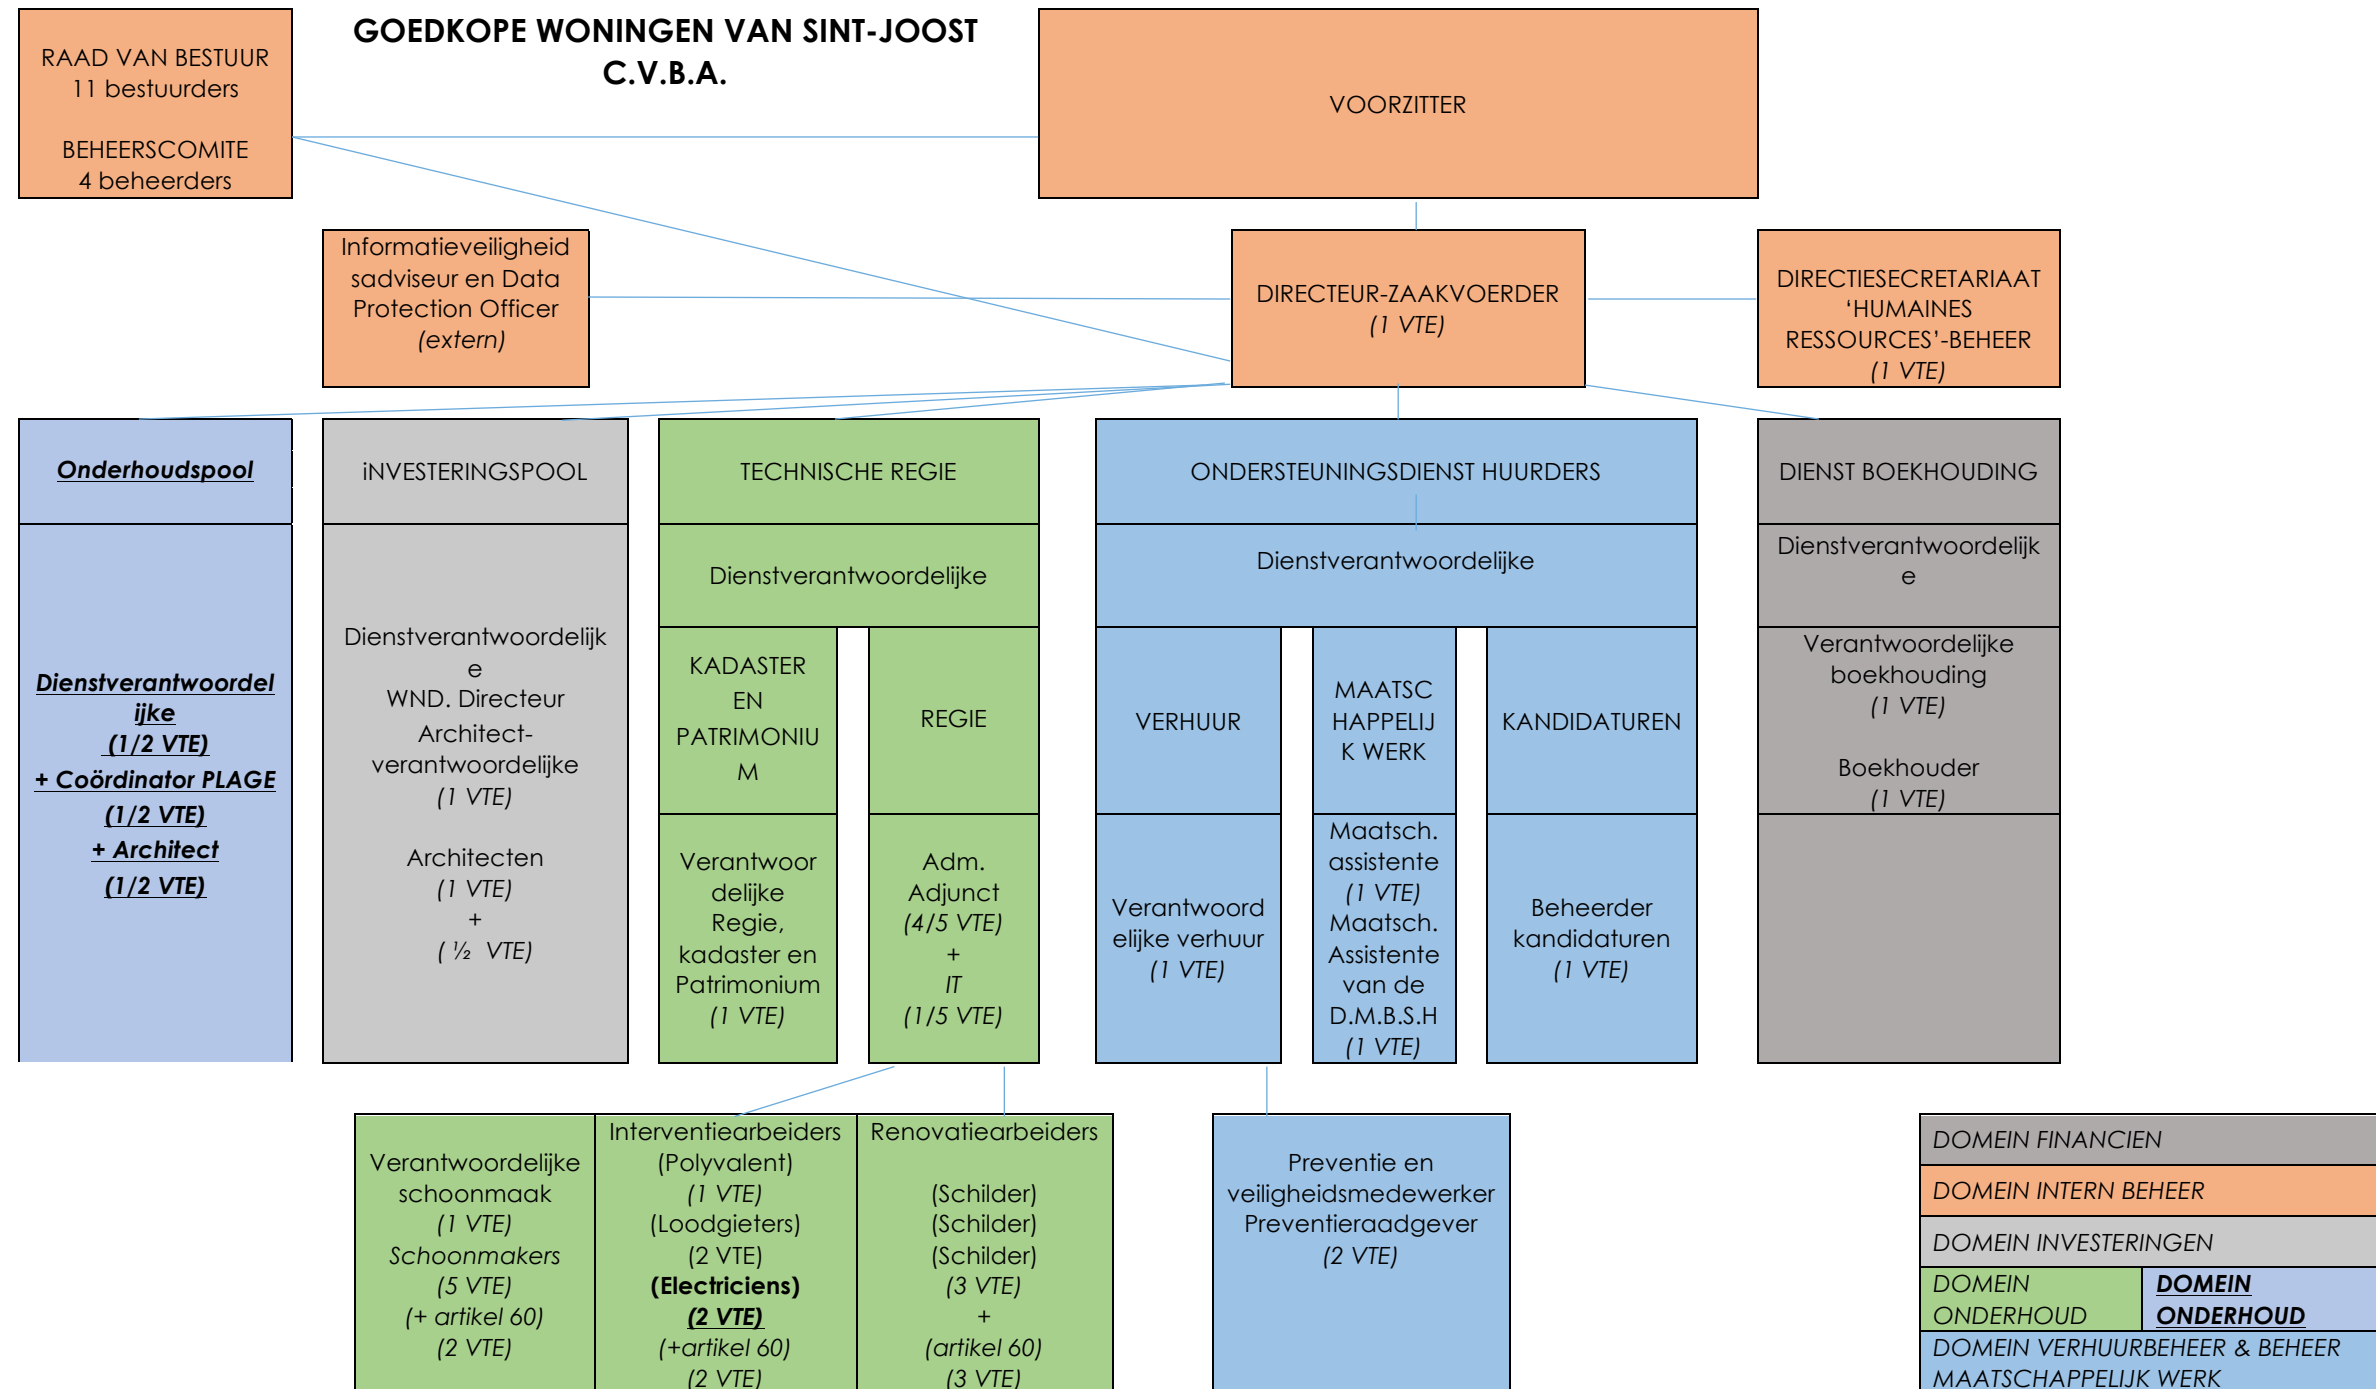 GOEDKOPE WONINGEN VAN SINT-JOOST
C.V.B.A.
RAAD VAN BESTUUR
11 bestuurders
BEHEERSCOMITE
4 beheerders
VOORZITTER
Informatieveiligheid
sadviseur en Data
Protection Officer
(extern)
DIRECTEUR-ZAAKVOERDER
(1 VTE)
DIRECTIESECRETARIAAT
‘HUMAINES
RESSOURCES’-BEHEER
(1 VTE)
Onderhoudspool
Dienstverantwoordel
ijke
(1/2 VTE)
+ Coördinator PLAGE
(1/2 VTE)
+ Architect
(1/2 VTE)
iNVESTERINGSPOOL
Dienstverantwoordelijk
e
WND. Directeur
Architect-
verantwoordelijke
(1 VTE)
Architecten
(1 VTE)
+
( ½ VTE)
TECHNISCHE REGIE
Dienstverantwoordelijke
KADASTER
EN
PATRIMONIU
M
Verantwoor
delijke
Regie,
kadaster en
Patrimonium
(1 VTE)
REGIE
Adm.
Adjunct
(4/5 VTE)
+
IT
(1/5 VTE)
ONDERSTEUNINGSDIENST HUURDERS
Dienstverantwoordelijke
VERHUUR
Verantwoord
elijke verhuur
(1 VTE)
MAATSC
HAPPELIJ
K WERK
Maatsch.
assistente
(1 VTE)
Maatsch.
Assistente
van de
D.M.B.S.H
(1 VTE)
KANDIDATUREN
Beheerder
kandidaturen
(1 VTE)
DIENST BOEKHOUDING
Dienstverantwoordelijk
e
Verantwoordelijke
boekhouding
(1 VTE)
Boekhouder
(1 VTE)
Verantwoordelijke
schoonmaak
(1 VTE)
Schoonmakers
(5 VTE)
(+ artikel 60)
(2 VTE)
Interventiearbeiders
(Polyvalent)
(1 VTE)
(Loodgieters)
(2 VTE)
(Electriciens)
(2 VTE)
(+artikel 60)
(2 VTE)
Renovatiearbeiders
(Schilder)
(Schilder)
(Schilder)
(3 VTE)
+
(artikel 60)
(3 VTE)
Preventie en
veiligheidsmedewerker
Preventieraadgever
(2 VTE)
DOMEIN FINANCIEN
DOMEIN INTERN BEHEER
DOMEIN INVESTERINGEN
DOMEIN
ONDERHOUD
DOMEIN
ONDERHOUD
DOMEIN VERHUURBEHEER & BEHEER
MAATSCHAPPELIJK WERK